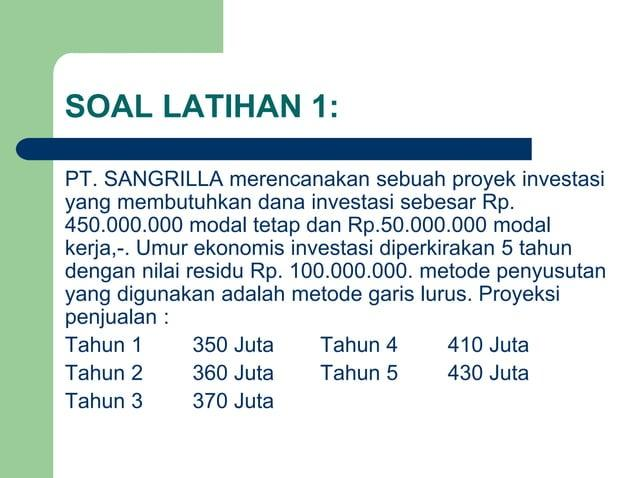 SOAL LATIHAN 1:
PT. SANGRILLA merencanakan sebuah proyek investasi
yang membutuhkan dana investasi sebesar Rp.
450.000.000 modal tetap dan Rp.50.000.000 modal
kerja,-. Umur ekonomis investasi diperkirakan 5 tahun
dengan nilai residu Rp. 100.000.000. metode penyusutan
yang digunakan adalah metode garis lurus. Proyeksi
penjualan :
Tahun 1 350 Juta Tahun 4 410 Juta
Tahun 2 360 Juta Tahun 5 430 Juta
Tahun 3 370 Juta